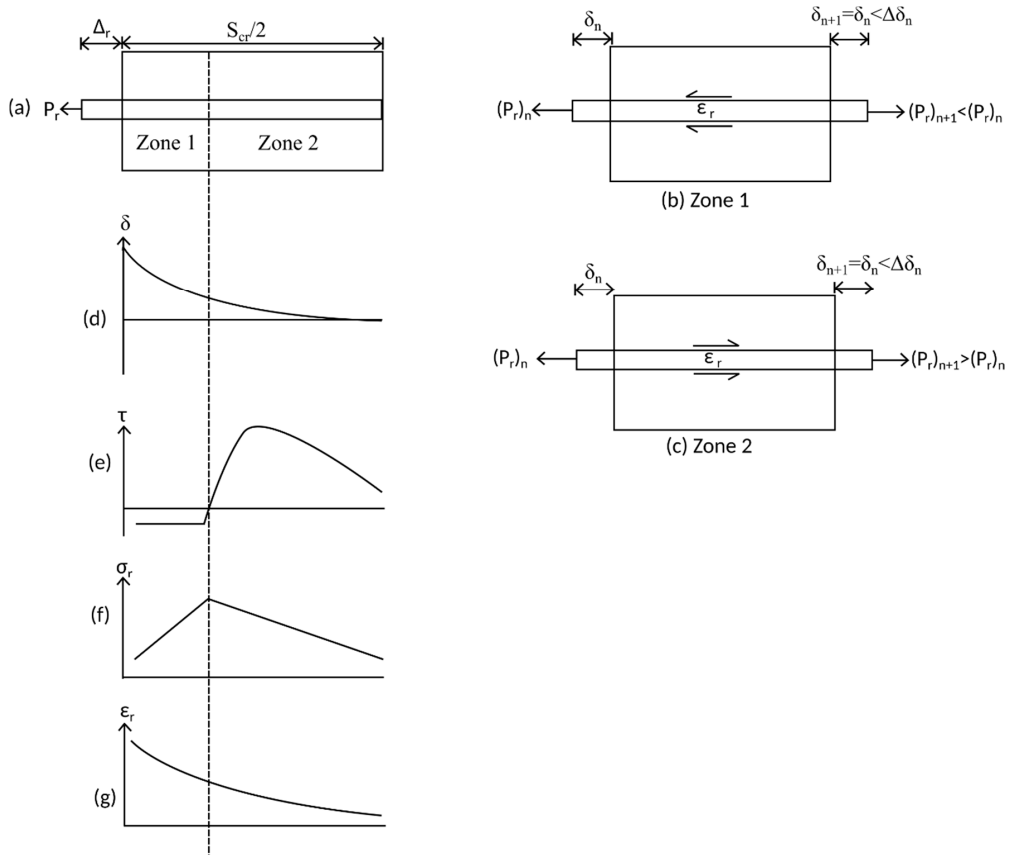 Δr
Scr/2
(a)
Pr
Zone 1
Zone 2
δn
δn+1=δn<Δδn
(Pr)n
εr
(Pr)n+1<(Pr)n
(b) Zone 1
δn
δn+1=δn<Δδn
(Pr)n
εr
(Pr)n+1>(Pr)n
(c) Zone 2
δ
(d)
τ
(e)
σr
(f)
εr
(g)